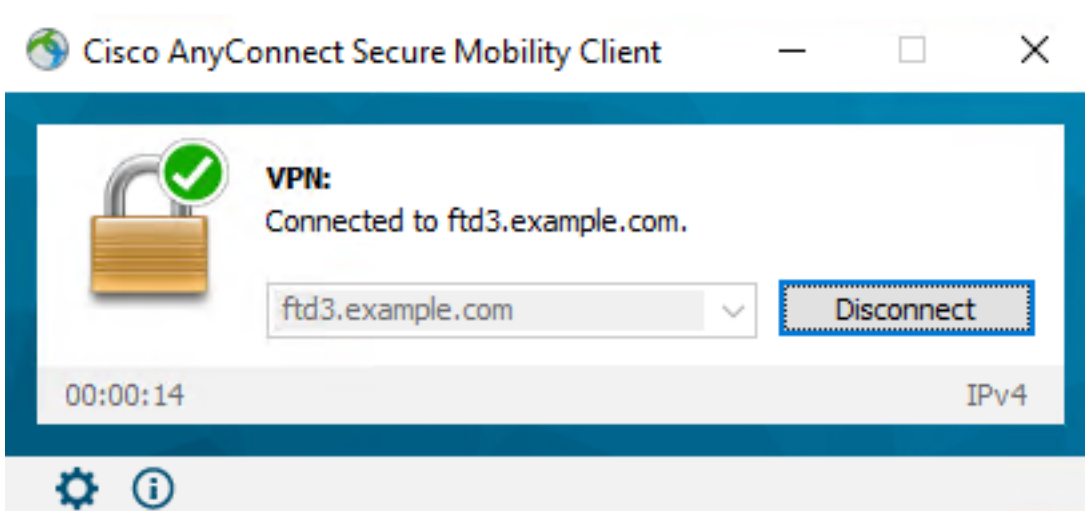 Cisco AnyConnect Secure Mobility Client
VPN:
Connected to ftd3.example.com.
ftd3.example.com
Disconnect
00:00:14
IPv4